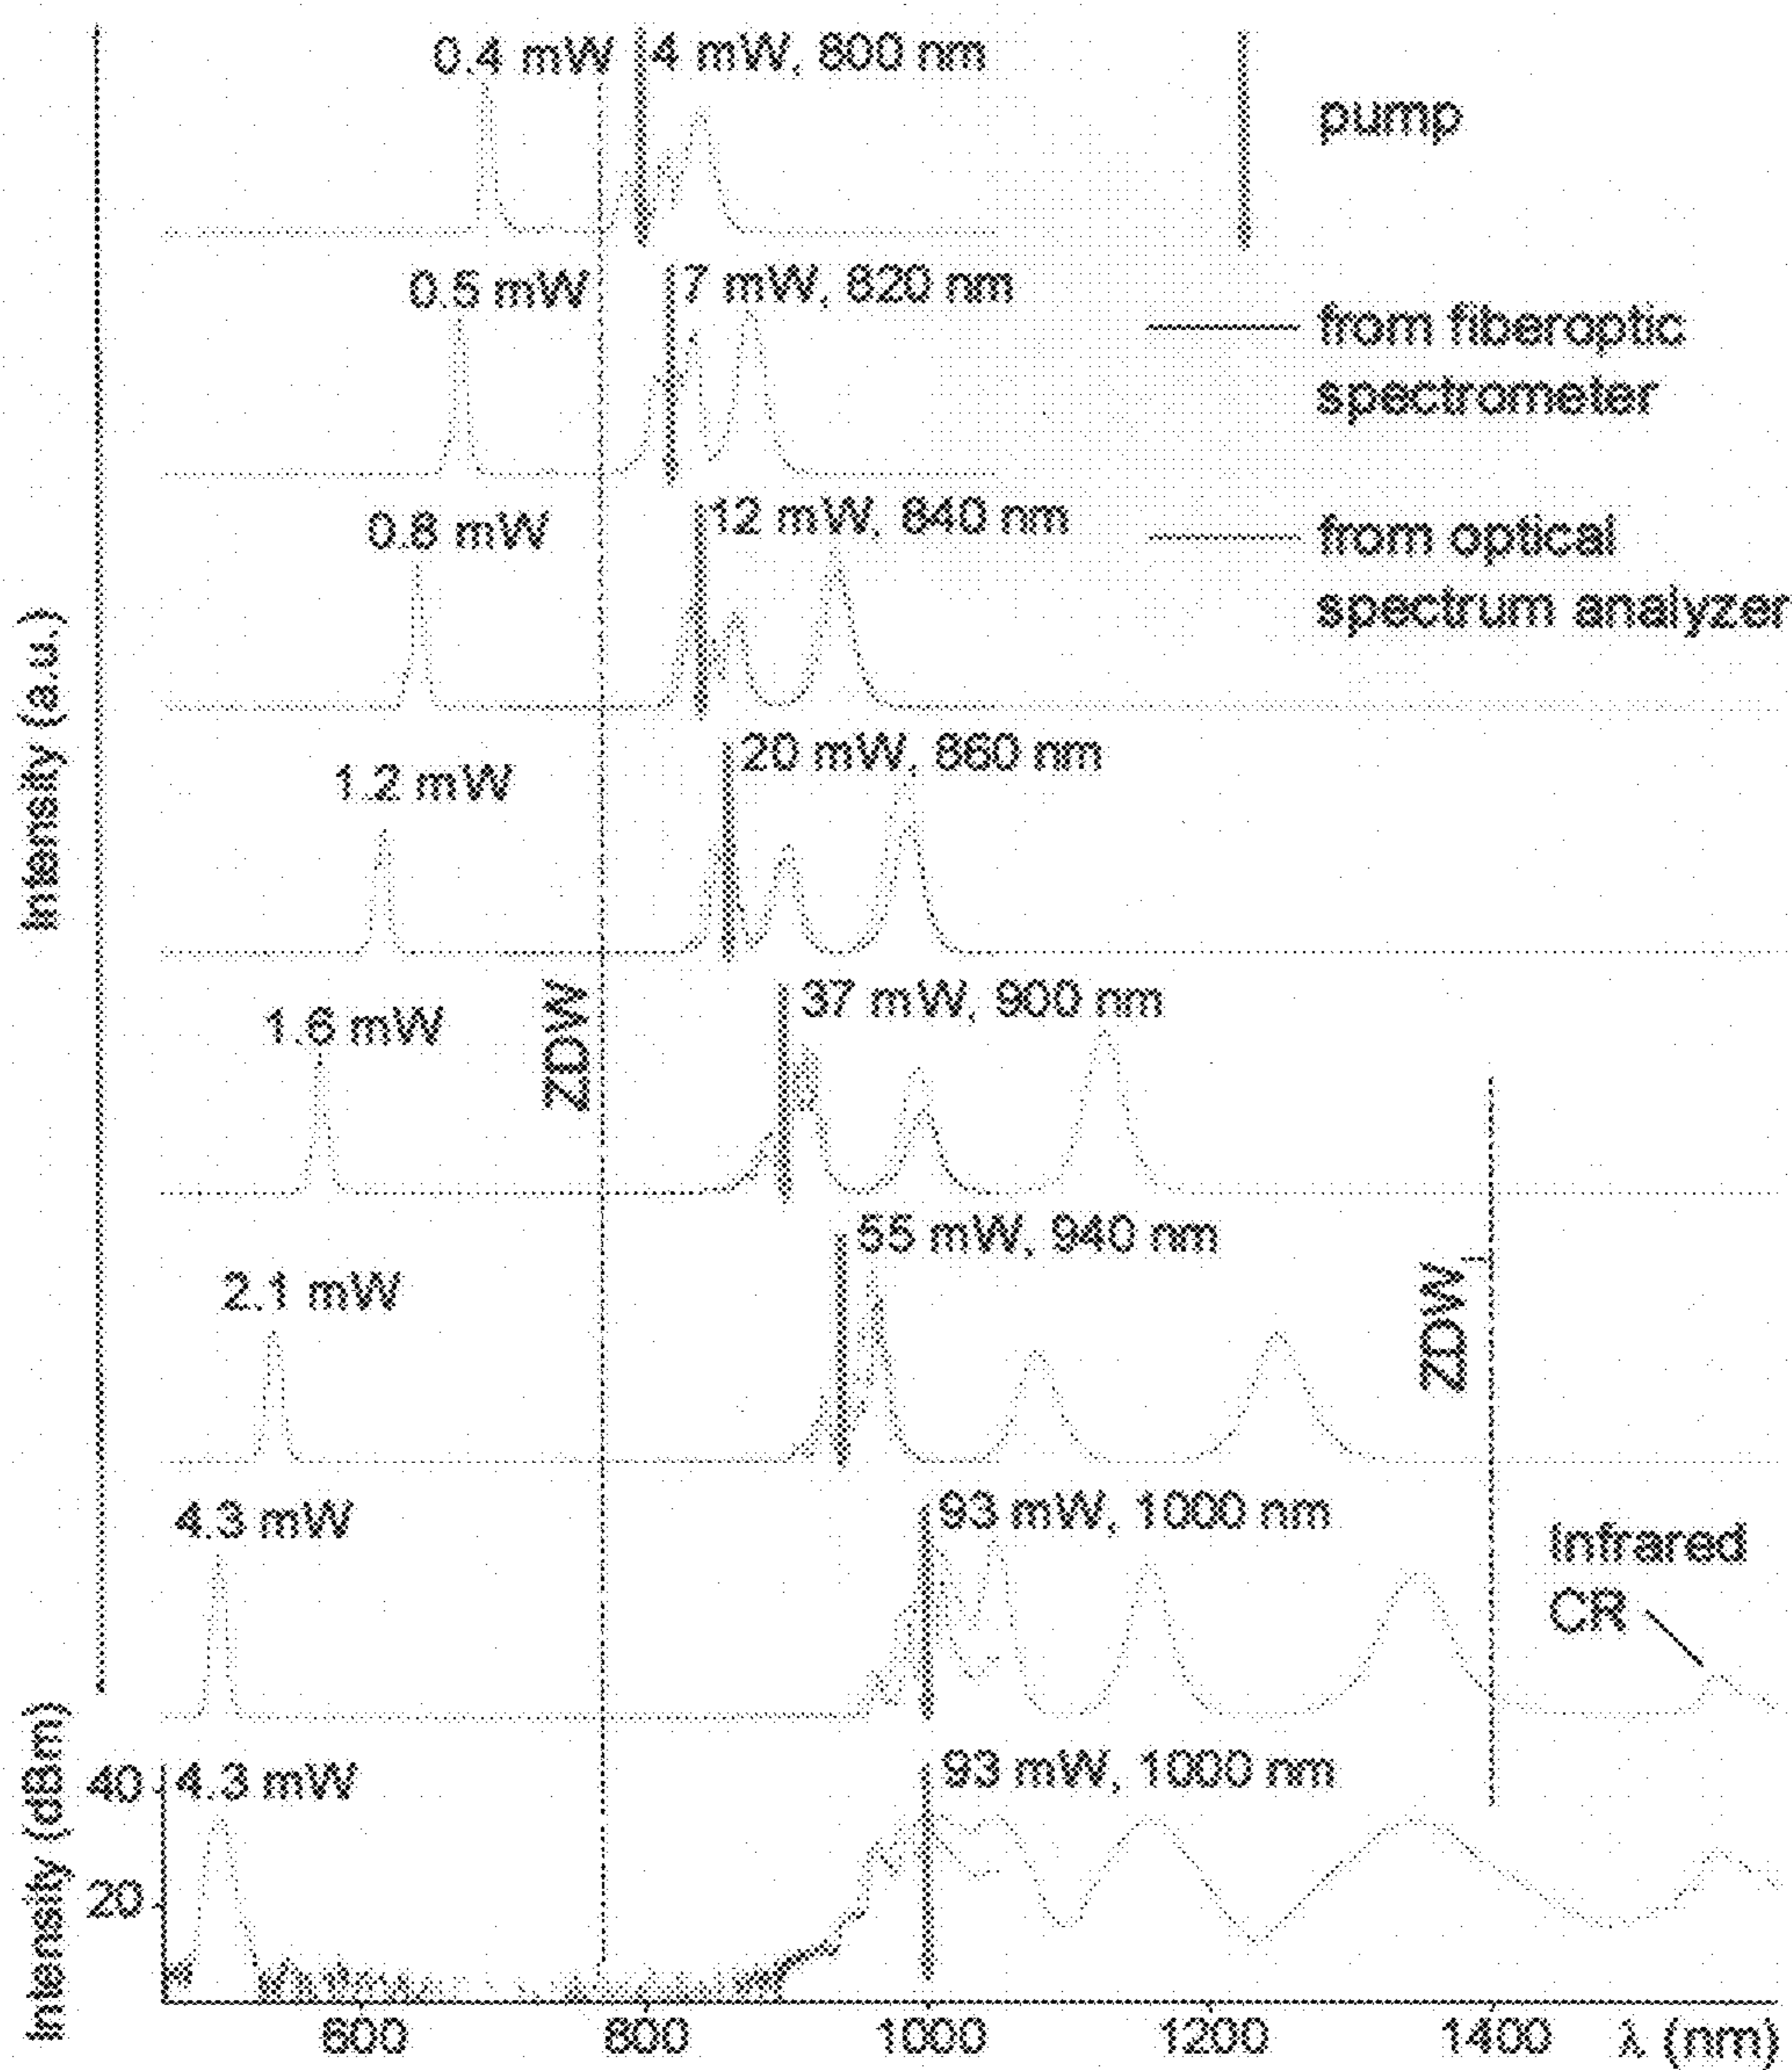 0.4 mW
4 mW, 800 nm
pump
0.5 mW
7 mW, 820 nm
from fiberoptic
spectrometer
0.8 mW
12 mW, 840 nm
from optical
spectrum analyzer
1.2 mW
20 mW, 860 nm
Intensity (a.u.)
1.6 mW
ZDW
37 mW, 900 nm
2.1 mW
55 mW, 940 nm
ZDW
4.3 mW
93 mW, 1000 nm
Infrared
CR
Intensity (dBm)
40
4.3 mW
93 mW, 1000 nm
20
600 800 1000 1200 1400 λ (nm)